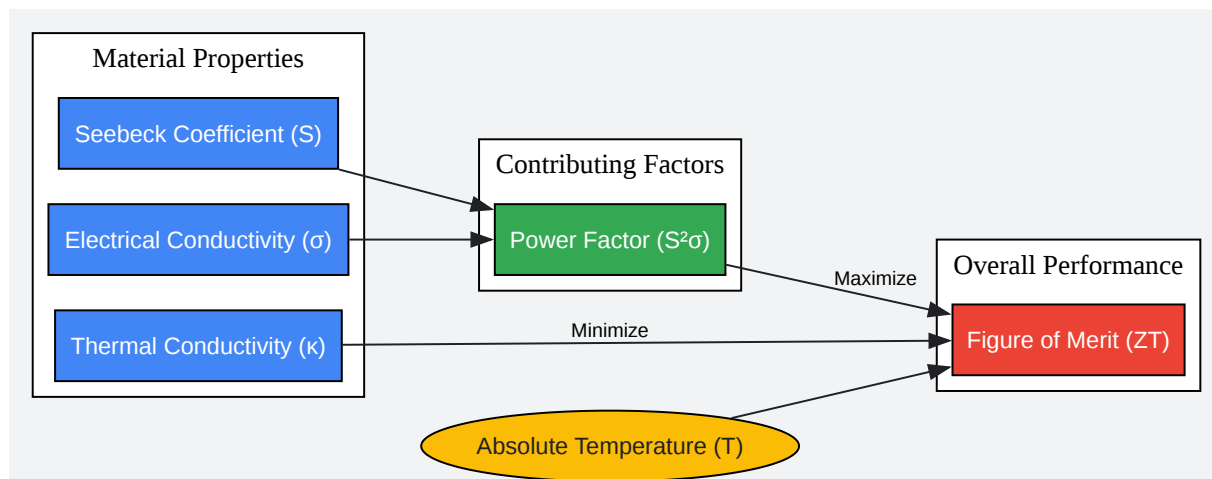 Material Properties
Seebeck Coefficient (S)
Electrical Conductivity (σ)
Thermal Conductivity (κ)
Contributing Factors
Power Factor (S²σ)
Maximize
Minimize
Overall Performance
Figure of Merit (ZT)
Absolute Temperature (T)